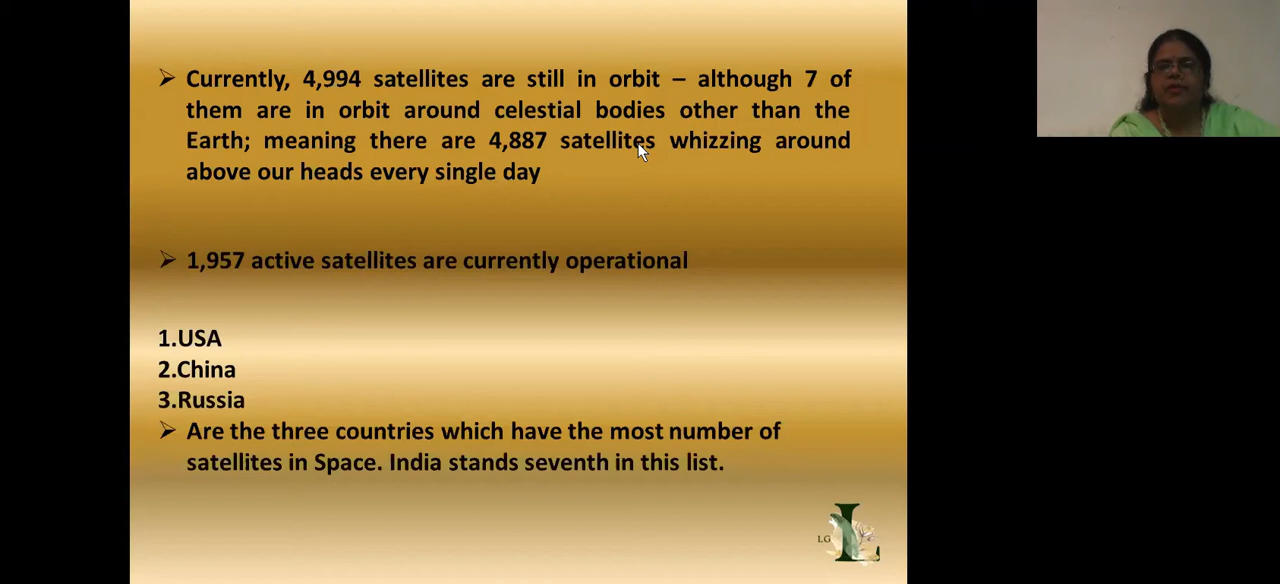 ➢ Currently, 4,994 satellites are still in orbit – although 7 of
them are in orbit around celestial bodies other than the
Earth; meaning there are 4,887 satellites whizzing around
above our heads every single day
➢ 1,957 active satellites are currently operational
1.USA
2.China
3.Russia
➢ Are the three countries which have the most number of
satellites in Space. India stands seventh in this list.
LG L